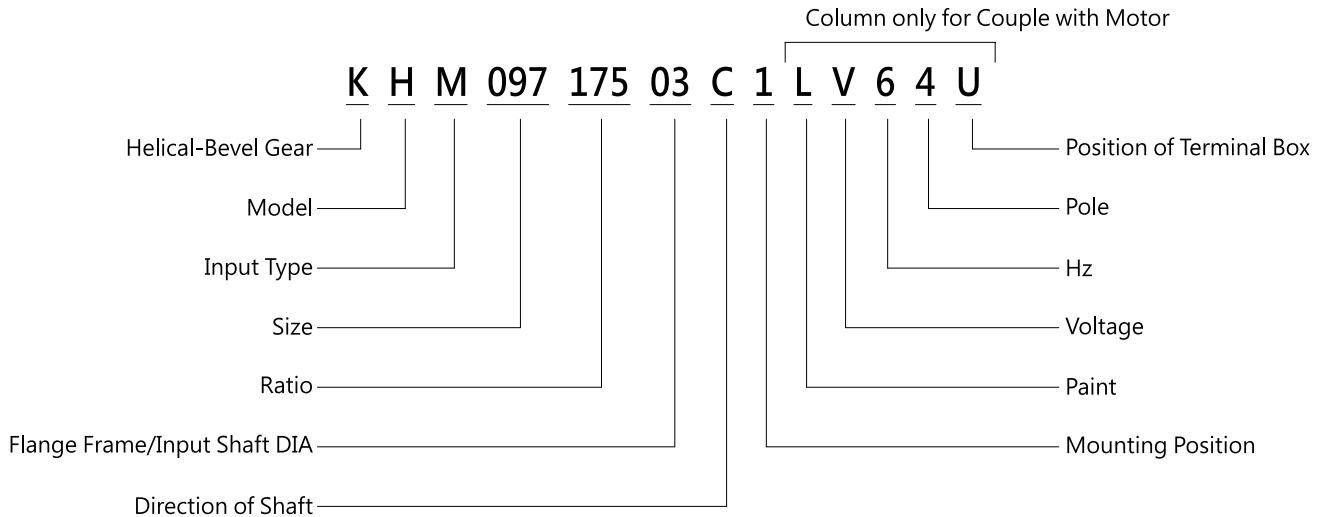 Column only for Couple with Motor
K H M 097 175 03 C 1 L V 6 4 U
Helical-Bevel Gear
Position of Terminal Box
Model
Pole
Input Type
Hz
Size
Voltage
Ratio
Paint
Flange Frame/Input Shaft DIA
Mounting Position
Direction of Shaft